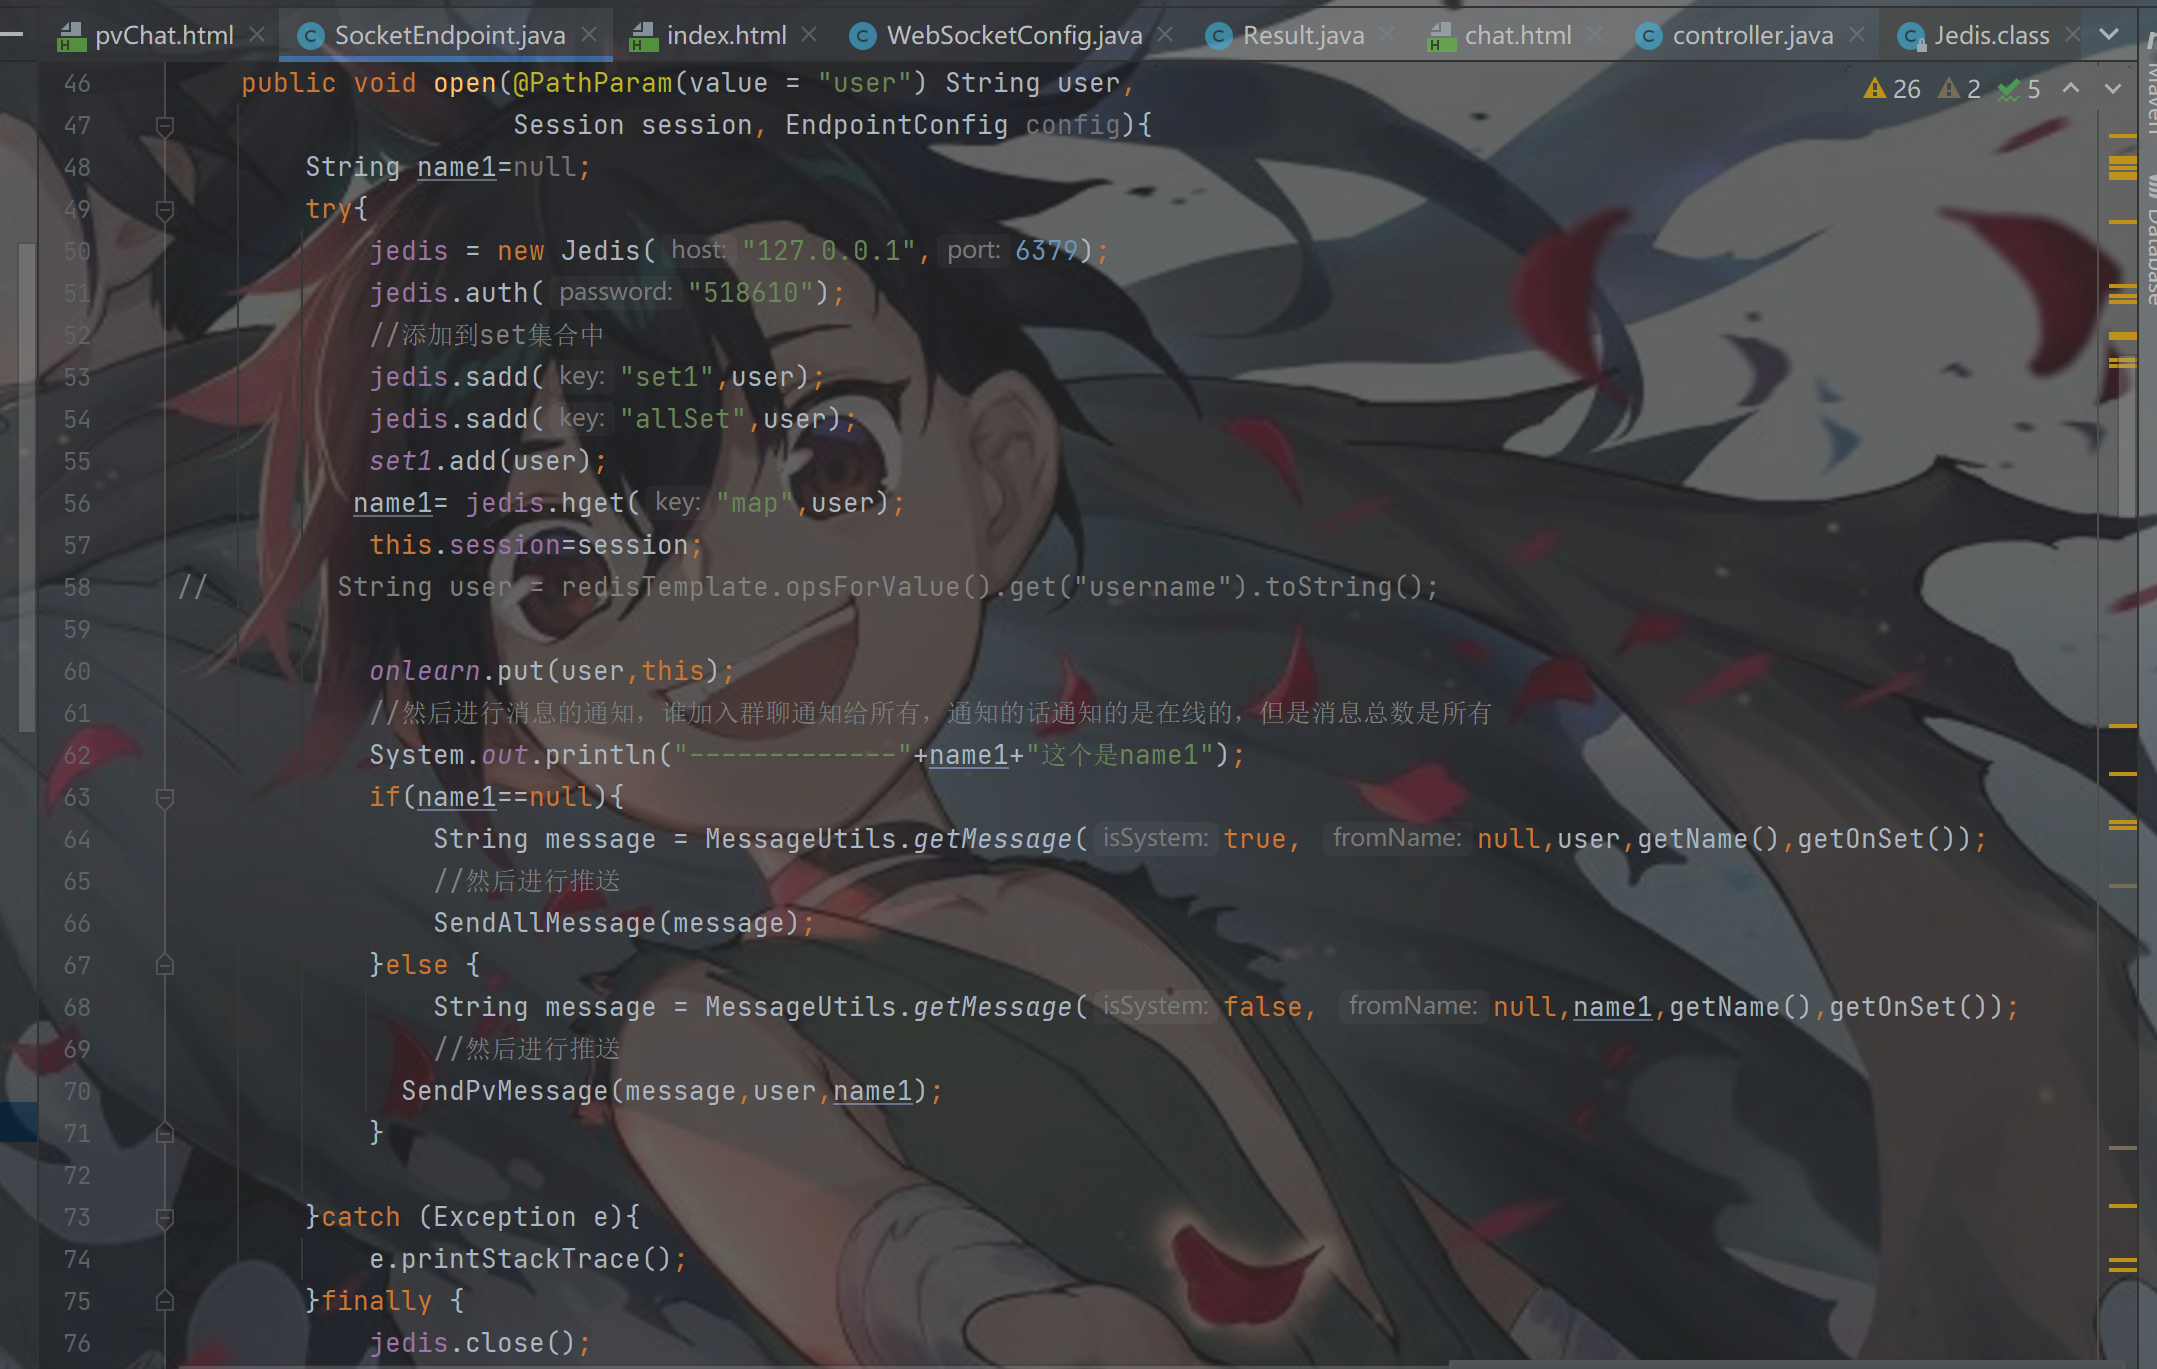 pvChat.html SocketEndpoint.java index.html WebSocketConfig.java Result.java chat.html controller.java Jedis.class
26 2 5
Maven
Database
46 public void open(@PathParam(value = "user") String user,
47 Session session, EndpointConfig config){
48 String name1=null;
49 try{
50 jedis = new Jedis( host: "127.0.0.1", port: 6379);
51 jedis.auth( password: "518610");
52 //添加到set集合中
53 jedis.sadd( key: "set1",user);
54 jedis.sadd( key: "allSet",user);
55 set1.add(user);
56 name1= jedis.hget( key: "map",user);
57 this.session=session;
58 // String user = redisTemplate.opsForValue().get("username").toString();
59
60 onlearn.put(user,this);
61 //然后进行消息的通知，谁加入群聊通知给所有，通知的话通知的是在线的，但是消息总数是所有
62 System.out.println("-------------"+name1+"这个是name1");
63 if(name1==null){
64 String message = MessageUtils.getMessage( isSystem: true, fromName: null,user,getName(),getOnSet());
65 //然后进行推送
66 SendAllMessage(message);
67 }else {
68 String message = MessageUtils.getMessage( isSystem: false, fromName: null,name1,getName(),getOnSet());
69 //然后进行推送
70 SendPvMessage(message,user,name1);
71 }
72
73 }catch (Exception e){
74 e.printStackTrace();
75 }finally {
76 jedis.close();